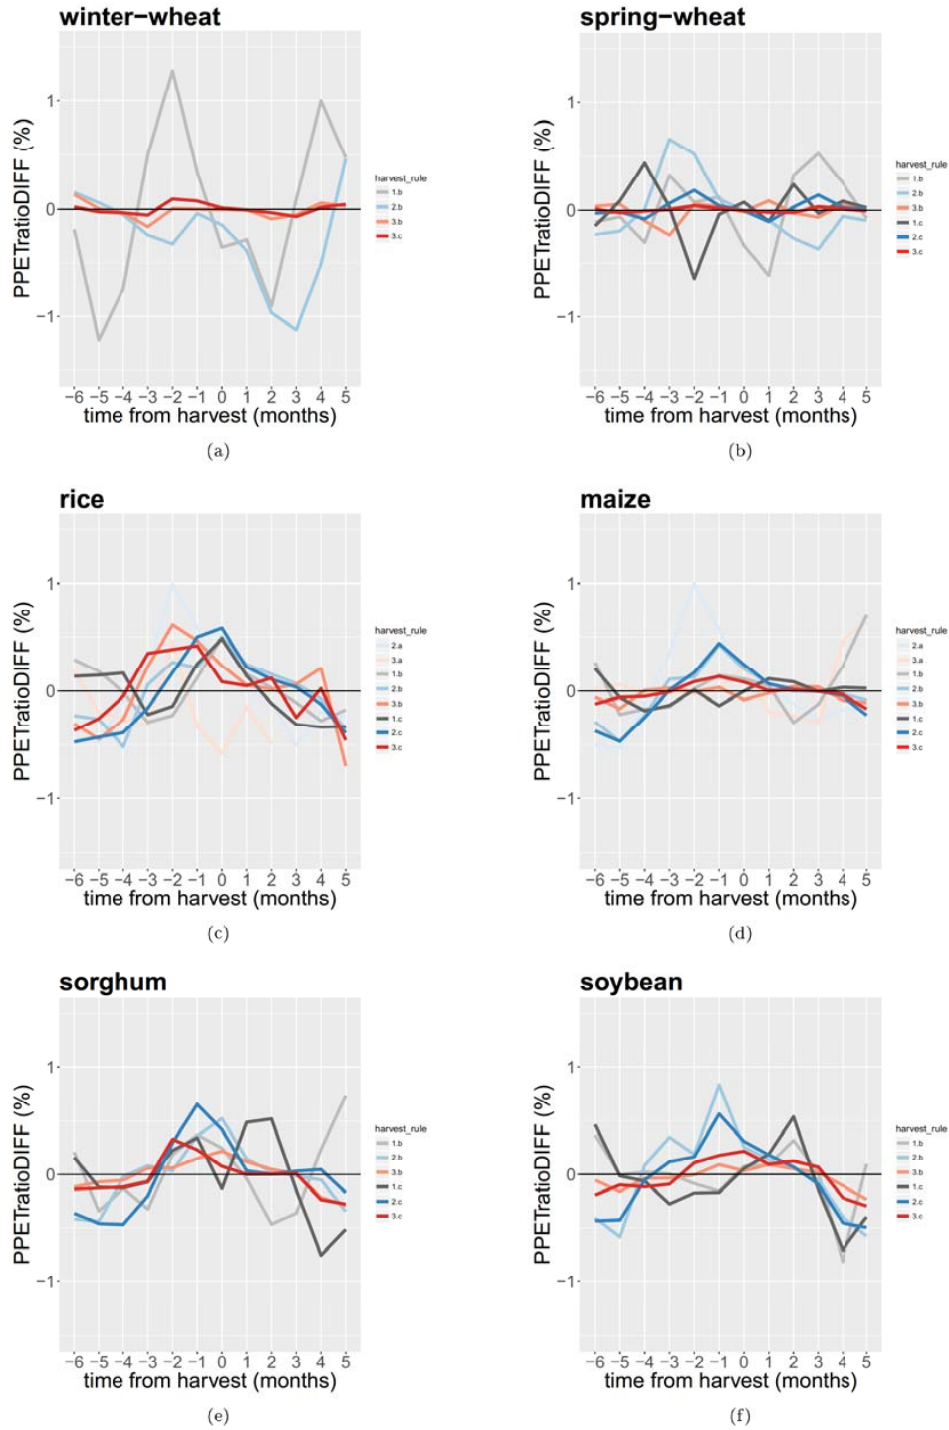 winter−wheat
PPETratioDIFF (%)
1
0
−1
−6 −5 −4 −3 −2 −1 0 1 2 3 4 5
time from harvest (months)
harvest_rule
1.b
2.b
3.b
3.c
(a)
spring−wheat
PPETratioDIFF (%)
1
0
−1
−6 −5 −4 −3 −2 −1 0 1 2 3 4 5
time from harvest (months)
harvest_rule
1.b
2.b
3.b
1.c
2.c
3.c
(b)
rice
PPETratioDIFF (%)
1
0
−1
−6 −5 −4 −3 −2 −1 0 1 2 3 4 5
time from harvest (months)
harvest_rule
2.a
3.a
1.b
2.b
3.b
1.c
2.c
3.c
(c)
maize
PPETratioDIFF (%)
1
0
−1
−6 −5 −4 −3 −2 −1 0 1 2 3 4 5
time from harvest (months)
harvest_rule
2.a
3.a
1.b
2.b
3.b
1.c
2.c
3.c
(d)
sorghum
PPETratioDIFF (%)
1
0
−1
−6 −5 −4 −3 −2 −1 0 1 2 3 4 5
time from harvest (months)
harvest_rule
1.b
2.b
3.b
1.c
2.c
3.c
(e)
soybean
PPETratioDIFF (%)
1
0
−1
−6 −5 −4 −3 −2 −1 0 1 2 3 4 5
time from harvest (months)
harvest_rule
1.b
2.b
3.b
1.c
2.c
3.c
(f)